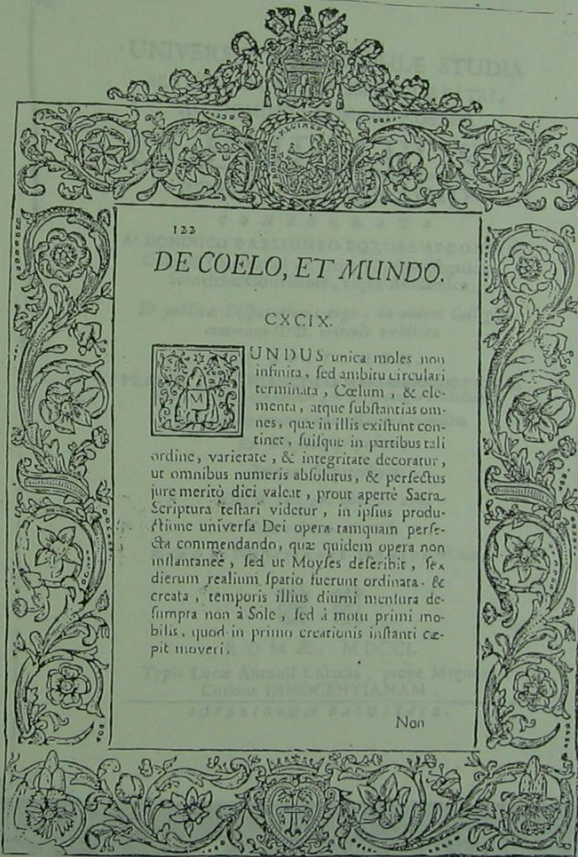 122
DE COELO, ET MUNDO.
CXCIX.
MUNDUS unica moles non
infinita, sed ambitu circulari
terminata, Cœlum, & ele-
menta, atque substantias om-
nes, quæ in illis existunt con-
tinet, suisque in partibus tali
ordine, varietate, & integritate decoratur,
ut omnibus numeris absolutus, & perfectus
jure meritò dici valeat, prout apertè Sacra
Scriptura testari videtur, in ipsius produ-
ctione universa Dei opera tamquam perfe-
cta commendando, quæ quidem opera non
instantaneè, sed ut Moyses describit, sex
dierum realium spatio fuerunt ordinata, &
creata, temporis illius diurni mensura de-
sumpta non à Sole, sed à motu primi mo-
bilis, quod in primo creationis instanti cæ-
pit moveri.
Non